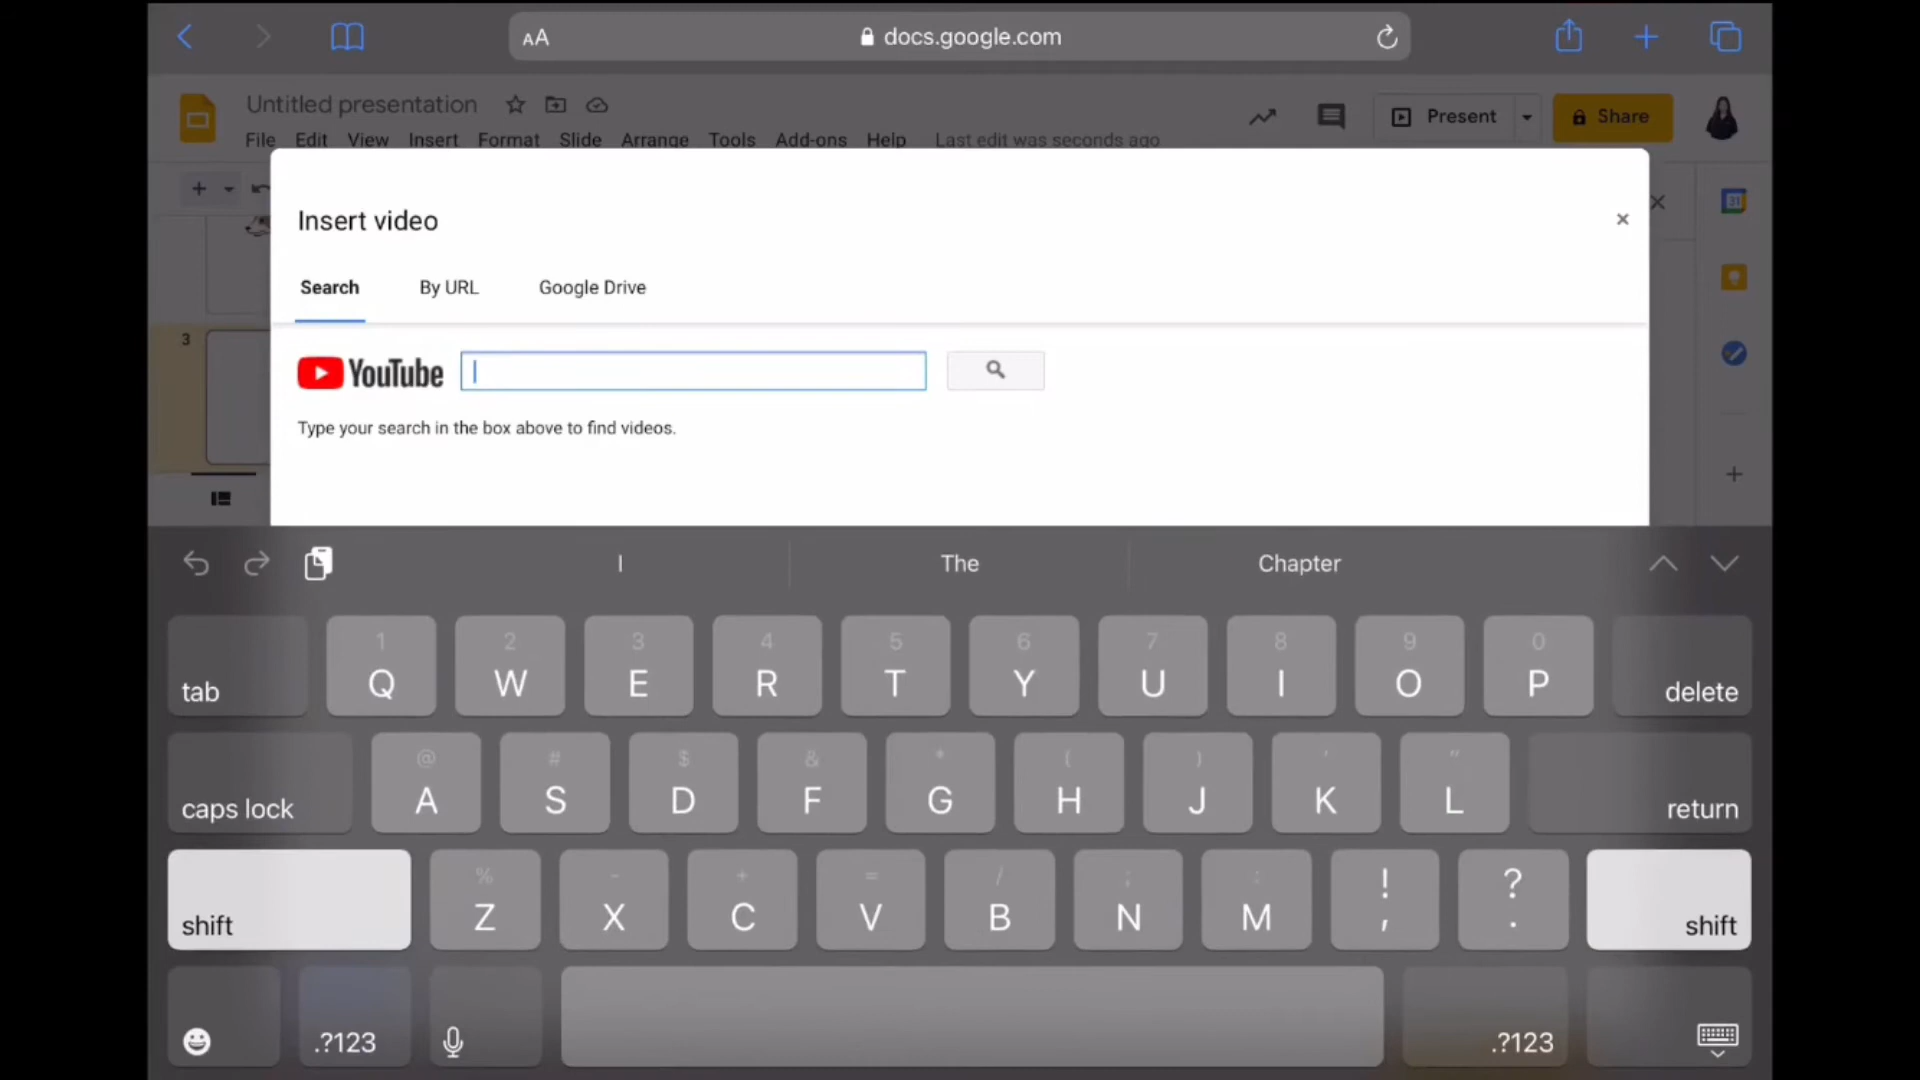 AA docs.google.com
Untitled presentation
File Edit View Insert Format Slide Arrange Tools Add-ons Help Last edit was seconds ago
Present Share
31
3
Insert video
×
Search By URL Google Drive
YouTube
Type your search in the box above to find videos.
I The Chapter
1 2 3 4 5 6 7 8 9 0
tab Q W E R T Y U I O P delete
@ # $ & * ( ) ' "
caps lock A S D F G H J K L return
% - + = / ; : ! ?
shift Z X C V B N M , . shift
.?123 .?123